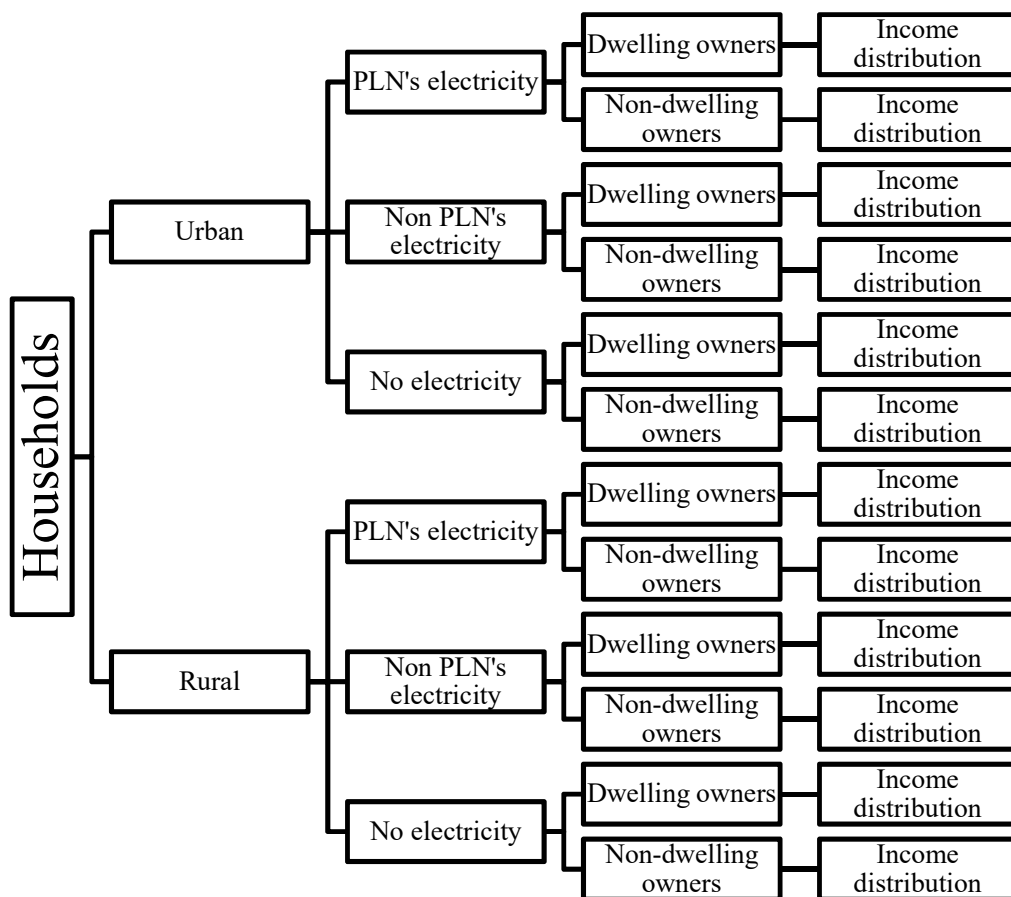 Households
Urban
PLN's electricity
Dwelling owners
Income
distribution
Non-dwelling
owners
Income
distribution
Non PLN's
electricity
Dwelling owners
Income
distribution
Non-dwelling
owners
Income
distribution
No electricity
Dwelling owners
Income
distribution
Non-dwelling
owners
Income
distribution
Rural
PLN's electricity
Dwelling owners
Income
distribution
Non-dwelling
owners
Income
distribution
Non PLN's
electricity
Dwelling owners
Income
distribution
Non-dwelling
owners
Income
distribution
No electricity
Dwelling owners
Income
distribution
Non-dwelling
owners
Income
distribution